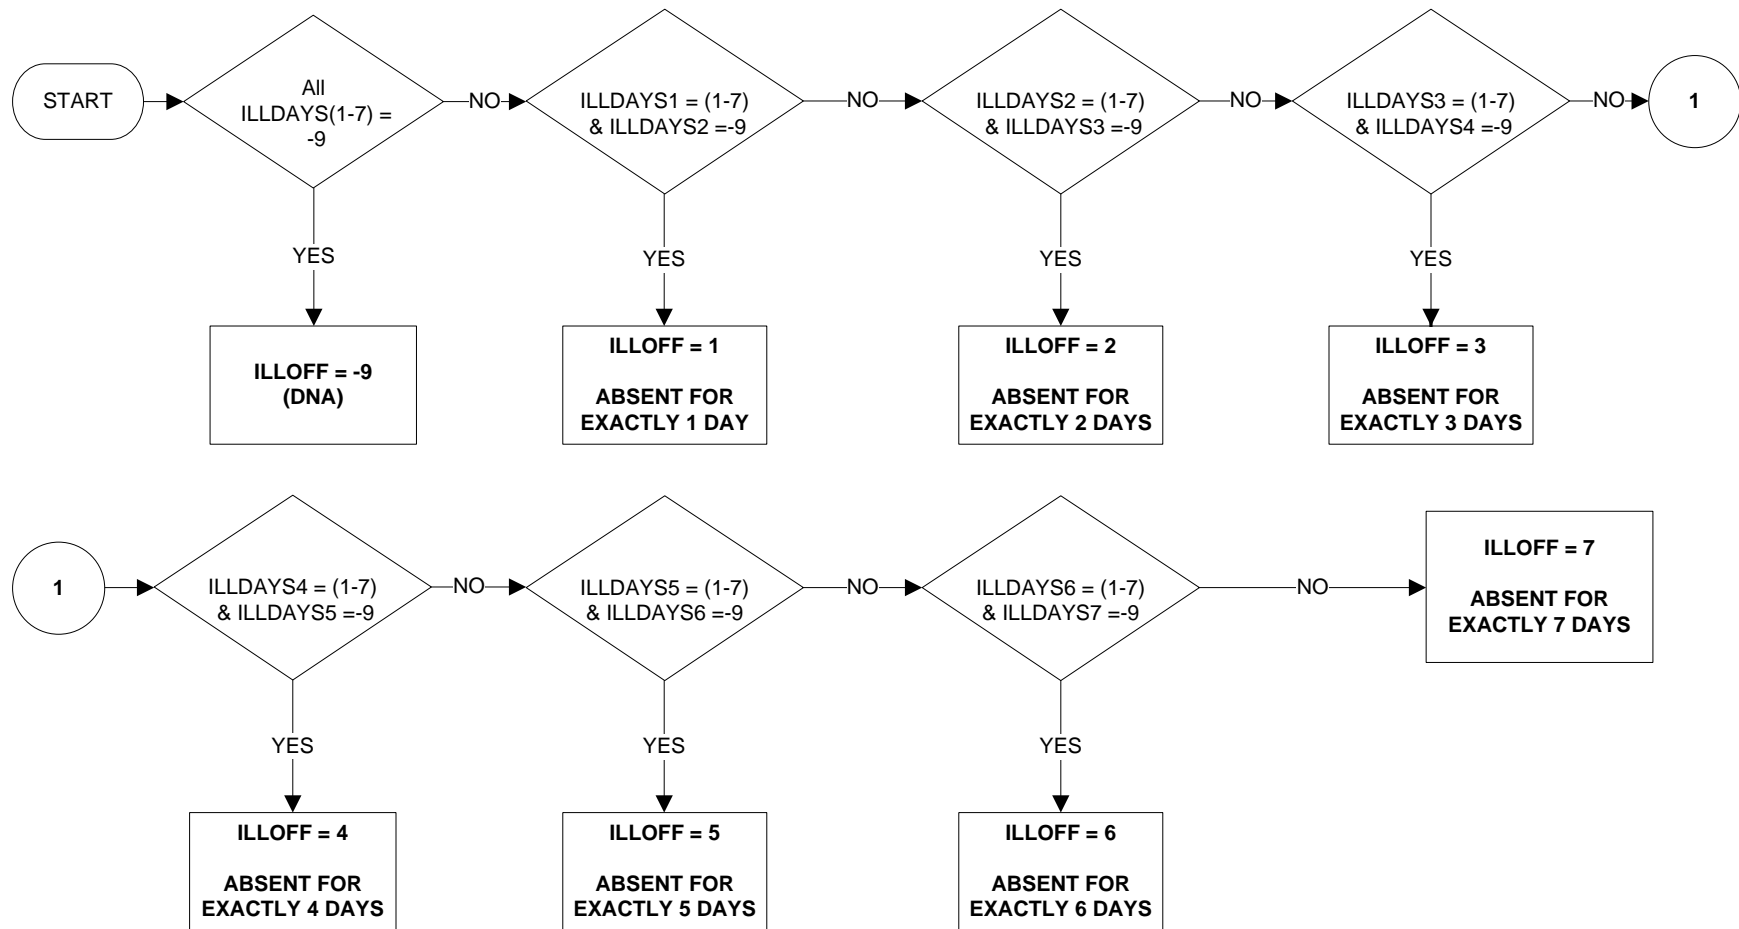 START
All
ILLDAYS(1-7) =
-9
NO
ILLDAYS1 = (1-7)
& ILLDAYS2 =-9
NO
ILLDAYS2 = (1-7)
& ILLDAYS3 =-9
NO
ILLDAYS3 = (1-7)
& ILLDAYS4 =-9
NO
1
YES
YES
YES
YES
ILLOFF = -9
(DNA)
ILLOFF = 1
ABSENT FOR
EXACTLY 1 DAY
ILLOFF = 2
ABSENT FOR
EXACTLY 2 DAYS
ILLOFF = 3
ABSENT FOR
EXACTLY 3 DAYS
1
ILLDAYS4 = (1-7)
& ILLDAYS5 =-9
NO
ILLDAYS5 = (1-7)
& ILLDAYS6 =-9
NO
ILLDAYS6 = (1-7)
& ILLDAYS7 =-9
NO
ILLOFF = 7
ABSENT FOR
EXACTLY 7 DAYS
YES
YES
YES
ILLOFF = 4
ABSENT FOR
EXACTLY 4 DAYS
ILLOFF = 5
ABSENT FOR
EXACTLY 5 DAYS
ILLOFF = 6
ABSENT FOR
EXACTLY 6 DAYS